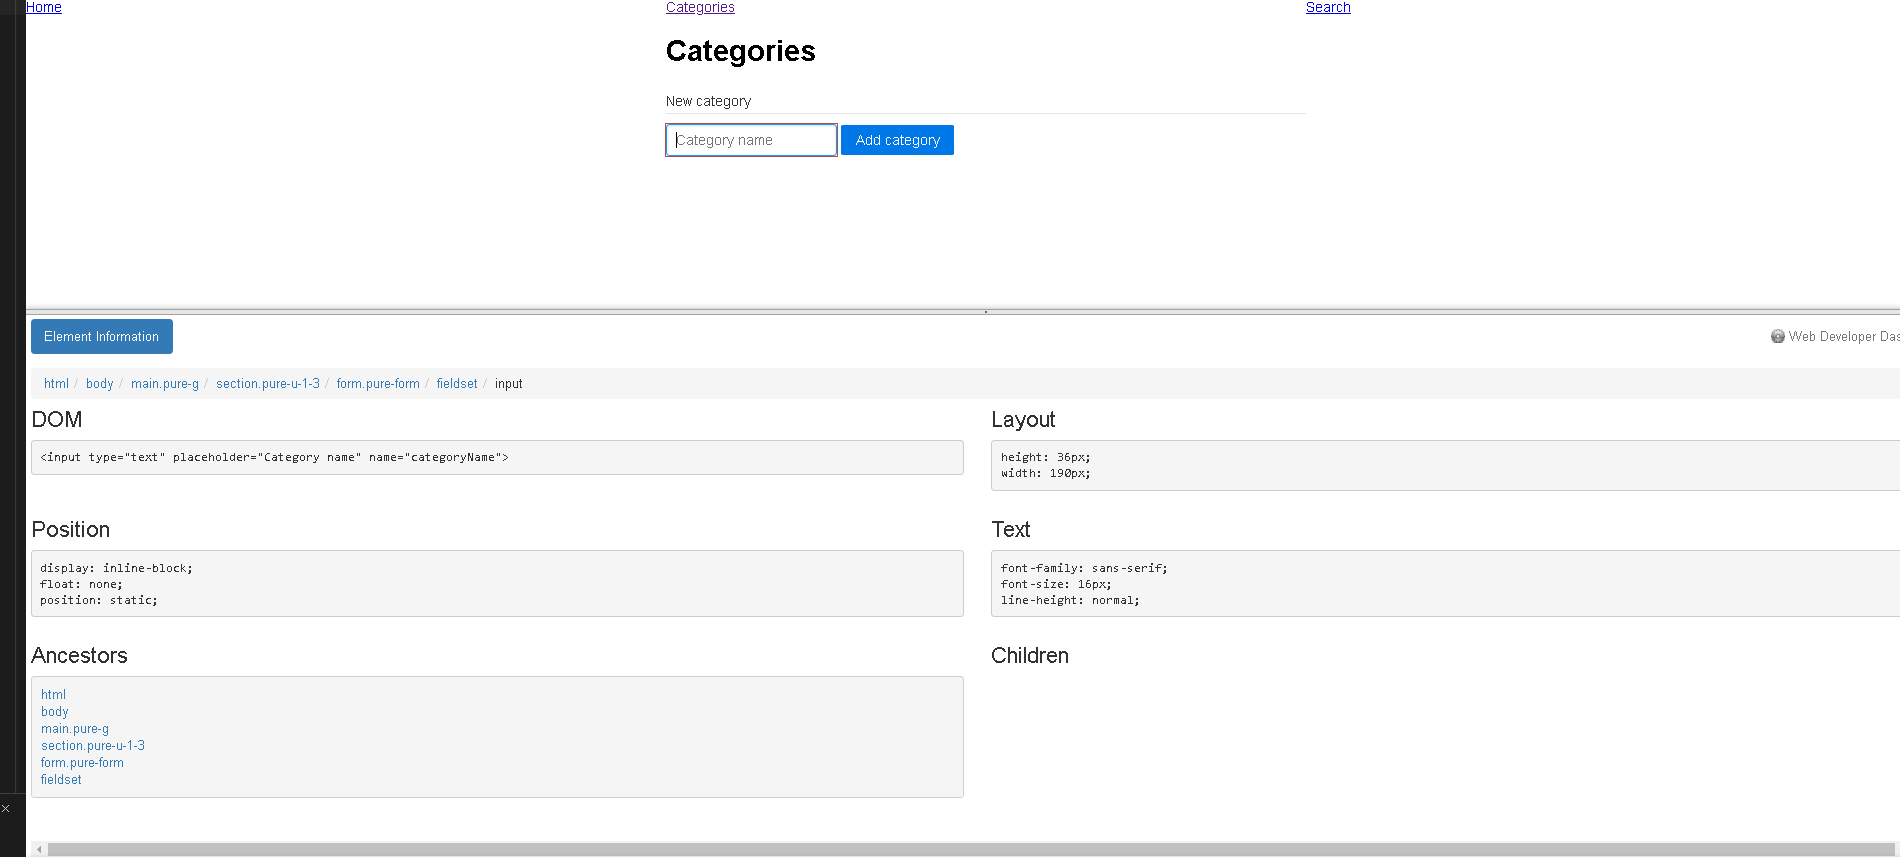 Home Categories Search
Categories
New category
Category name Add category
Element Information Web Developer Das
html / body / main.pure-g / section.pure-u-1-3 / form.pure-form / fieldset / input
DOM
<input type="text" placeholder="Category name" name="categoryName">
Layout
height: 36px;
width: 190px;
Position
display: inline-block;
float: none;
position: static;
Text
font-family: sans-serif;
font-size: 16px;
line-height: normal;
Ancestors
html
body
main.pure-g
section.pure-u-1-3
form.pure-form
fieldset
Children